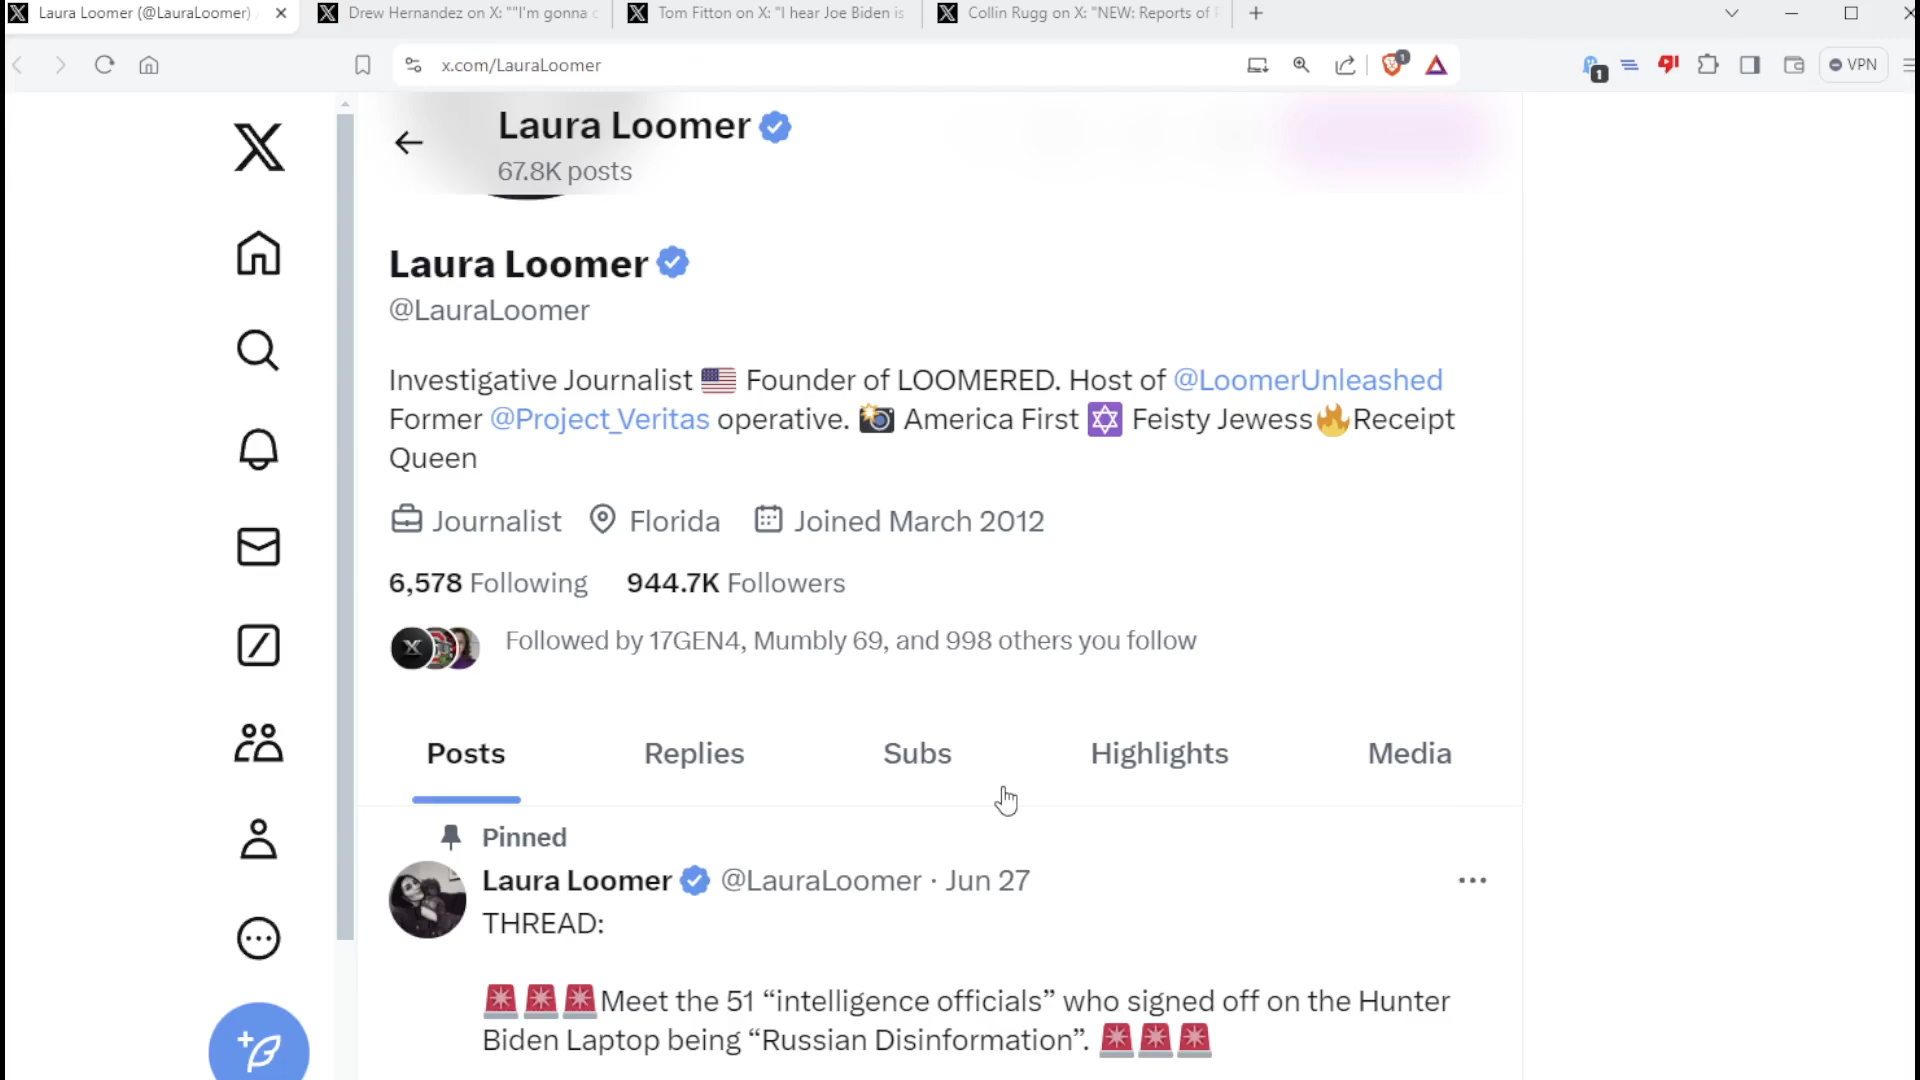 Laura Loomer (@LauraLoomer)
Drew Hernandez on X: ""I'm gonna
Tom Fitton on X: "I hear Joe Biden is
Collin Rugg on X: "NEW: Reports of
x.com/LauraLoomer
1
1
VPN
Laura Loomer
67.8K posts
Laura Loomer
@LauraLoomer
Investigative Journalist 🇺🇸 Founder of LOOMERED. Host of @LoomerUnleashed
Former @Project_Veritas operative. 📸 America First ✡️ Feisty Jewess🔥Receipt
Queen
Journalist Florida Joined March 2012
6,578 Following 944.7K Followers
Followed by 17GEN4, Mumbly 69, and 998 others you follow
Posts Replies Subs Highlights Media
Pinned
Laura Loomer @LauraLoomer · Jun 27
THREAD:
🚨🚨🚨Meet the 51 “intelligence officials” who signed off on the Hunter
Biden Laptop being “Russian Disinformation”. 🚨🚨🚨